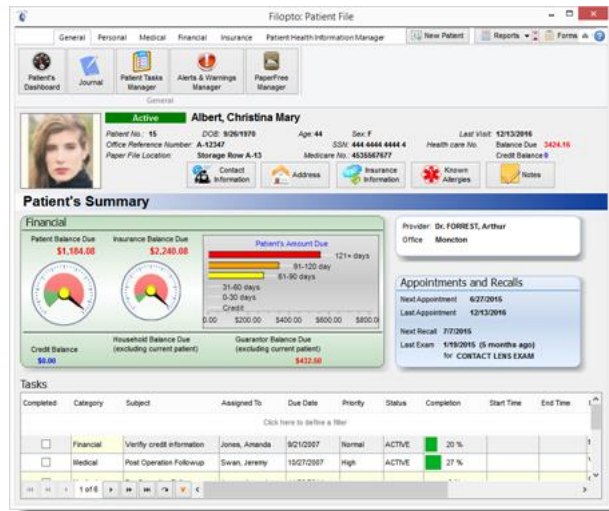 Filopto: Patient File
General Personal Medical Financial Insurance Patient Health Information Manager New Patient Reports Forms
Patient's Dashboard
Journal
Patient Tasks Manager
Alerts & Warnings Manager
PaperFree Manager
General
Active Albert, Christina Mary
Patient No.: 15 DOB: 9/26/1970 Age: 44 Sex: F Last Visit: 12/13/2016
Office Reference Number: A-12347 SSN: 444 4444 4444 4 Health care No. Balance Due 3424.16
Paper File Location: Storage Row A-13 Medicare No.: 4535567677 Credit Balance 0
Contact Information
Address
Insurance Information
Known Allergies
Notes
Patient's Summary
Financial
Patient Balance Due Insurance Balance Due
$1,184.08 $2,240.08
Patient's Amount Due
121+ days
91-120 day
61-90 days
31-60 days
0-30 days
Credit
0.00 $200.00 $400.00 $600.00 $800.0
Credit Balance
$0.00
Household Balance Due
(excluding current patient)
Guarantor Balance Due
(excluding current patient)
$432.50
Provider: Dr. FORREST, Arthur
Office Moncton
Appointments and Recalls
Next Appointment 6/27/2015
Last Appointment 12/13/2016
Next Recall 7/7/2015
Last Exam 1/19/2015 (5 months ago)
for CONTACT LENS EXAM
Tasks
Completed Category Subject Assigned To Due Date Priority Status Completion Start Time End Time
Click here to define a filter
Financial Verifiy credit information Jones, Amanda 9/21/2007 Normal ACTIVE 20 %
Medical Post Operation Followup Swan, Jeremy 10/27/2007 High ACTIVE 27 %
1 of 6